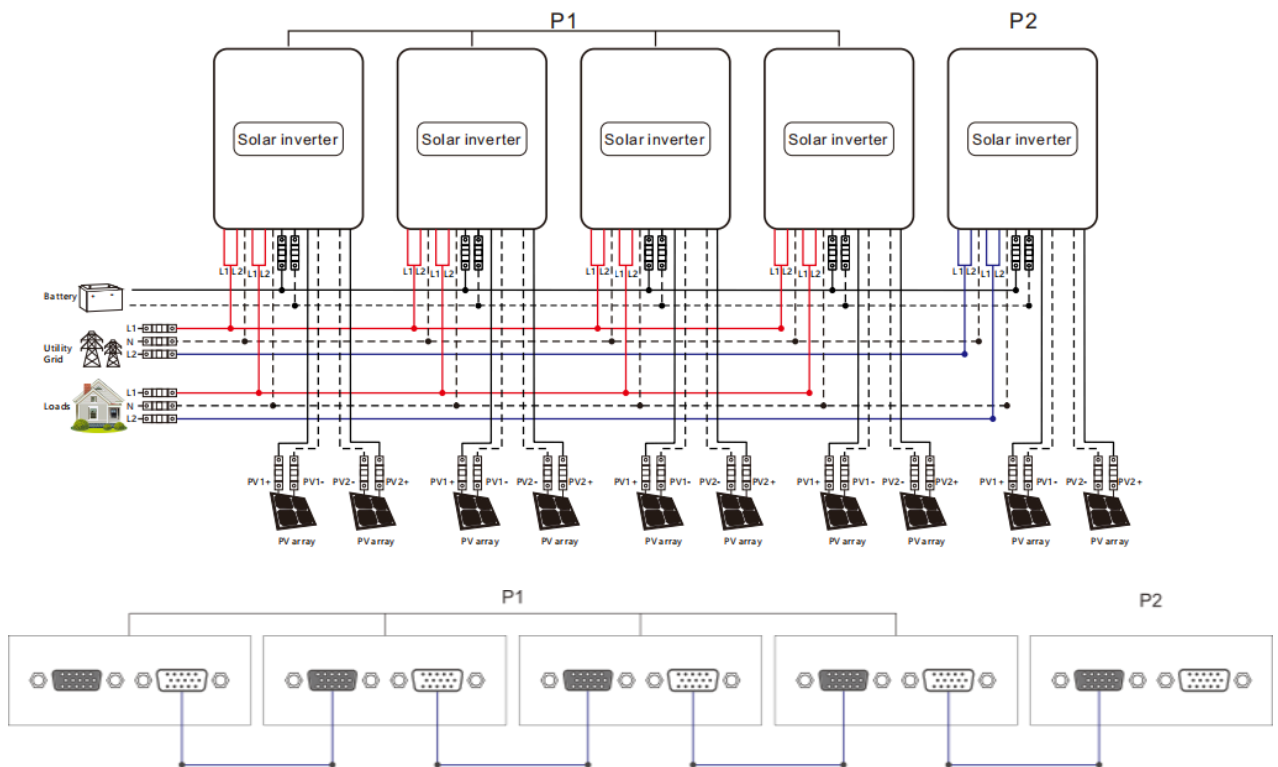 P1 P2
Solar inverter Solar inverter Solar inverter Solar inverter Solar inverter
L1 L2 L1 L2 L1 L2 L1 L2 L1 L2 L1 L2 L1 L2 L1 L2 L1 L2 L1 L2
Battery
L1
Utility
Grid
N
L2
L1
Loads
N
L2
PV1+ PV1- PV2- PV2+ PV1+ PV1- PV2- PV2+ PV1+ PV1- PV2- PV2+ PV1+ PV1- PV2- PV2+ PV1+ PV1- PV2- PV2+
PV array PV array PV array PV array PV array PV array PV array PV array PV array PV array
P1 P2